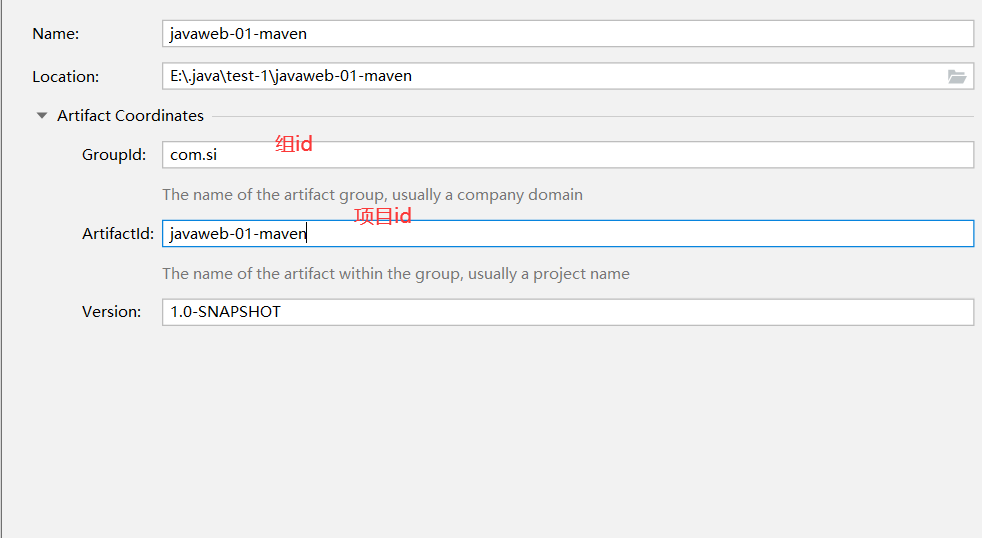 Name: javaweb-01-maven
Location: E:\.java\test-1\javaweb-01-maven
Artifact Coordinates
组id
GroupId: com.si
The name of the artifact group, usually a company domain
项目id
ArtifactId: javaweb-01-maven
The name of the artifact within the group, usually a project name
Version: 1.0-SNAPSHOT